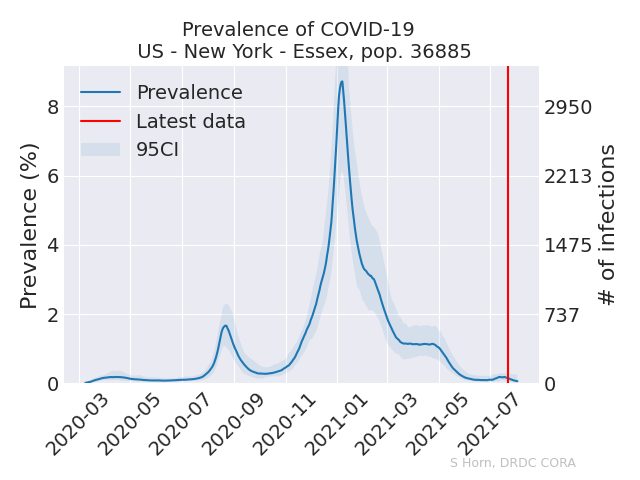 Prevalence of COVID-19
US - New York - Essex, pop. 36885
Prevalence
Latest data
95CI
Prevalence (%)
8
6
4
2
0
# of infections
2950
2213
1475
737
0
2020-03
2020-05
2020-07
2020-09
2020-11
2021-01
2021-03
2021-05
2021-07
S Horn, DRDC CORA